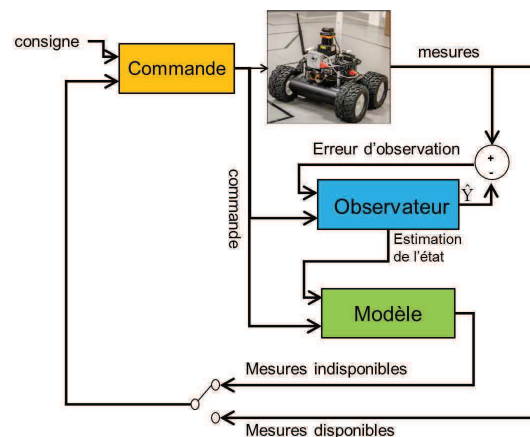 consigne
Commande
mesures
Erreur d'observation
+
-
commande
Observateur
Ŷ
Estimation
de l'état
Modèle
Mesures indisponibles
Mesures disponibles